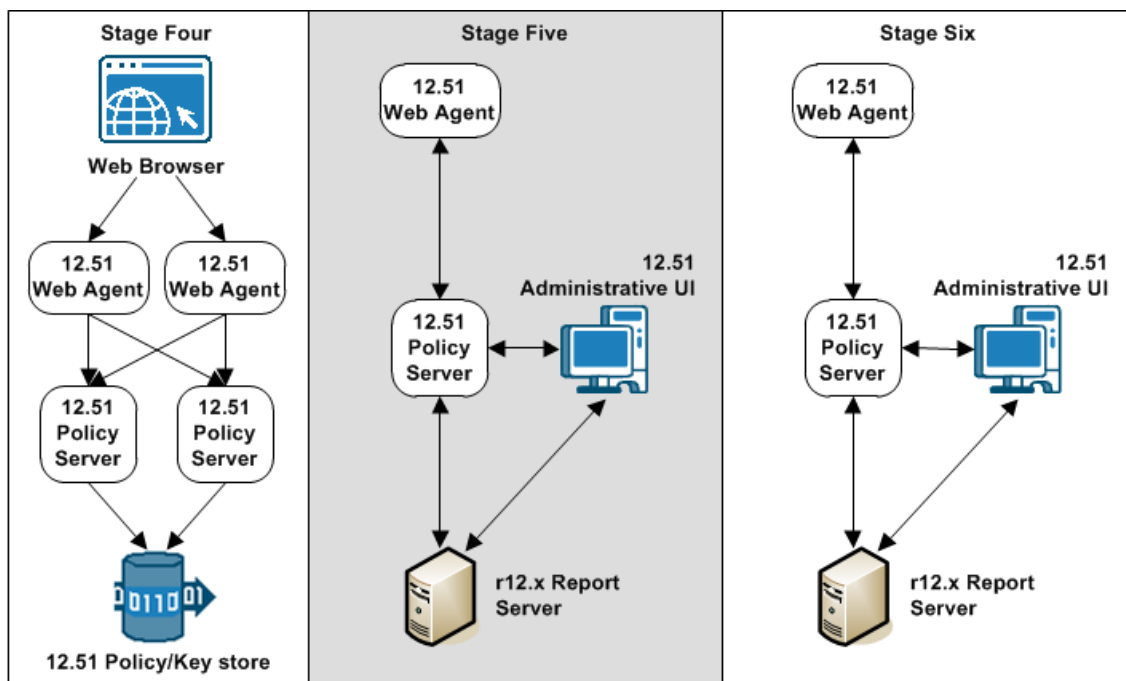 Stage Four
Web Browser
12.51
Web Agent
12.51
Web Agent
12.51
Policy
Server
12.51
Policy
Server
0110 01
12.51 Policy/Key store
Stage Five
12.51
Web Agent
12.51
Administrative UI
12.51
Policy
Server
r12.x Report
Server
Stage Six
12.51
Web Agent
12.51
Administrative UI
12.51
Policy
Server
r12.x Report
Server